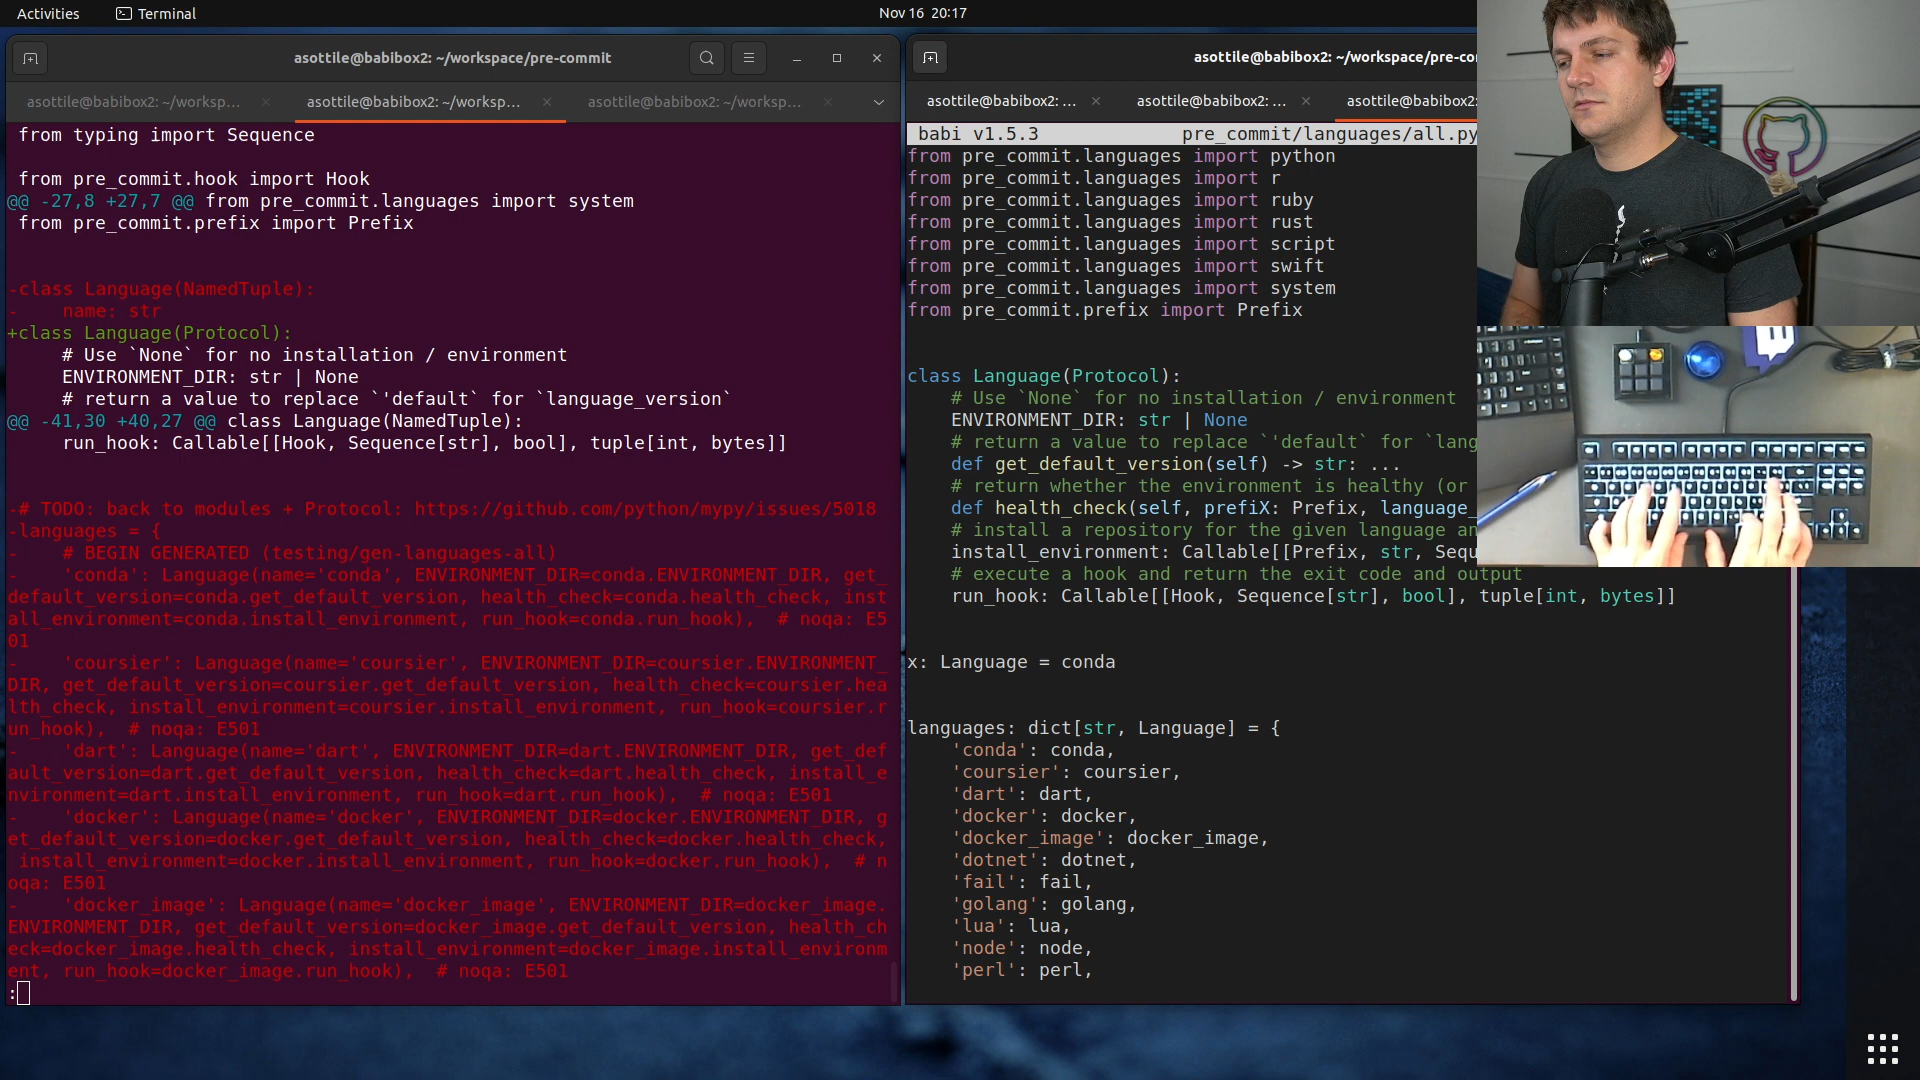 Activities
Terminal
Nov 16 20:17
asottile@babibox2: ~/workspace/pre-commit
asottile@babibox2: ~/worksp...
asottile@babibox2: ~/worksp...
asottile@babibox2: ~/worksp...
from typing import Sequence
from pre_commit.hook import Hook
@@ -27,8 +27,7 @@ from pre_commit.languages import system
from pre_commit.prefix import Prefix
-class Language(NamedTuple):
-    name: str
+class Language(Protocol):
# Use `None` for no installation / environment
ENVIRONMENT_DIR: str | None
# return a value to replace `'default` for `language_version`
@@ -41,30 +40,27 @@ class Language(NamedTuple):
run_hook: Callable[[Hook, Sequence[str], bool], tuple[int, bytes]]
-# TODO: back to modules + Protocol: https://github.com/python/mypy/issues/5018
-languages = {
-    # BEGIN GENERATED (testing/gen-languages-all)
-    'conda': Language(name='conda', ENVIRONMENT_DIR=conda.ENVIRONMENT_DIR, get_
default_version=conda.get_default_version, health_check=conda.health_check, inst
all_environment=conda.install_environment, run_hook=conda.run_hook),  # noqa: E5
01
-    'coursier': Language(name='coursier', ENVIRONMENT_DIR=coursier.ENVIRONMENT_
DIR, get_default_version=coursier.get_default_version, health_check=coursier.hea
lth_check, install_environment=coursier.install_environment, run_hook=coursier.r
un_hook),  # noqa: E501
-    'dart': Language(name='dart', ENVIRONMENT_DIR=dart.ENVIRONMENT_DIR, get_def
ault_version=dart.get_default_version, health_check=dart.health_check, install_e
nvironment=dart.install_environment, run_hook=dart.run_hook),  # noqa: E501
-    'docker': Language(name='docker', ENVIRONMENT_DIR=docker.ENVIRONMENT_DIR, g
et_default_version=docker.get_default_version, health_check=docker.health_check,
install_environment=docker.install_environment, run_hook=docker.run_hook),  # n
oqa: E501
-    'docker_image': Language(name='docker_image', ENVIRONMENT_DIR=docker_image.
ENVIRONMENT_DIR, get_default_version=docker_image.get_default_version, health_ch
eck=docker_image.health_check, install_environment=docker_image.install_environm
ent, run_hook=docker_image.run_hook),  # noqa: E501
:
asottile@babibox2: ~/workspace/pre-co
asottile@babibox2: ...
asottile@babibox2: ...
asottile@babibox2:
babi v1.5.3 pre_commit/languages/all.py
from pre_commit.languages import python
from pre_commit.languages import r
from pre_commit.languages import ruby
from pre_commit.languages import rust
from pre_commit.languages import script
from pre_commit.languages import swift
from pre_commit.languages import system
from pre_commit.prefix import Prefix
class Language(Protocol):
# Use `None` for no installation / environment
ENVIRONMENT_DIR: str | None
# return a value to replace `'default` for `lang
def get_default_version(self) -> str: ...
# return whether the environment is healthy (or
def health_check(self, prefiX: Prefix, language_
# install a repository for the given language an
install_environment: Callable[[Prefix, str, Sequ
# execute a hook and return the exit code and output
run_hook: Callable[[Hook, Sequence[str], bool], tuple[int, bytes]]
x: Language = conda
languages: dict[str, Language] = {
'conda': conda,
'coursier': coursier,
'dart': dart,
'docker': docker,
'docker_image': docker_image,
'dotnet': dotnet,
'fail': fail,
'golang': golang,
'lua': lua,
'node': node,
'perl': perl,